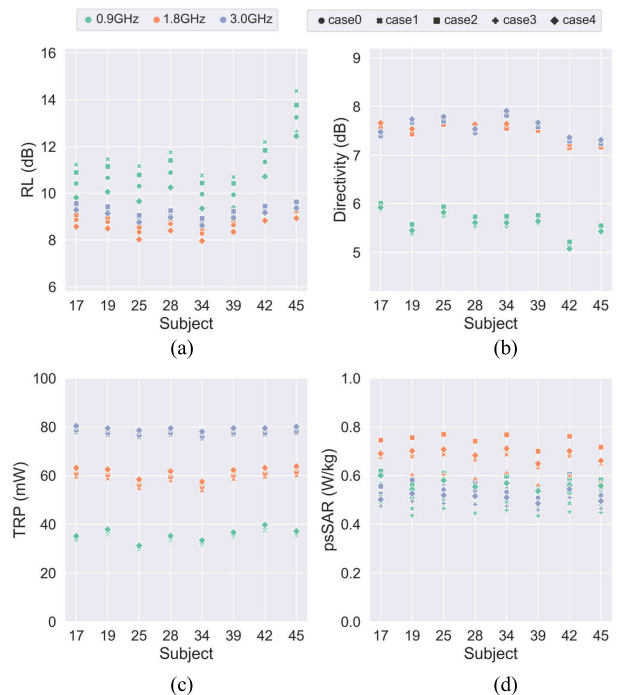 0.9GHz 1.8GHz 3.0GHz case0 case1 case2 case3 case4
(a) (b)
16
14
12
10
8
6
RL (dB)
17 19 25 28 34 39 42 45
Subject
9
8
7
6
5
Directivity (dB)
17 19 25 28 34 39 42 45
Subject
(a)
(b)
100
80
60
40
20
0
TRP (mW)
17 19 25 28 34 39 42 45
Subject
1.0
0.8
0.6
0.4
0.2
0.0
psSAR (W/kg)
17 19 25 28 34 39 42 45
Subject
(c)
(d)